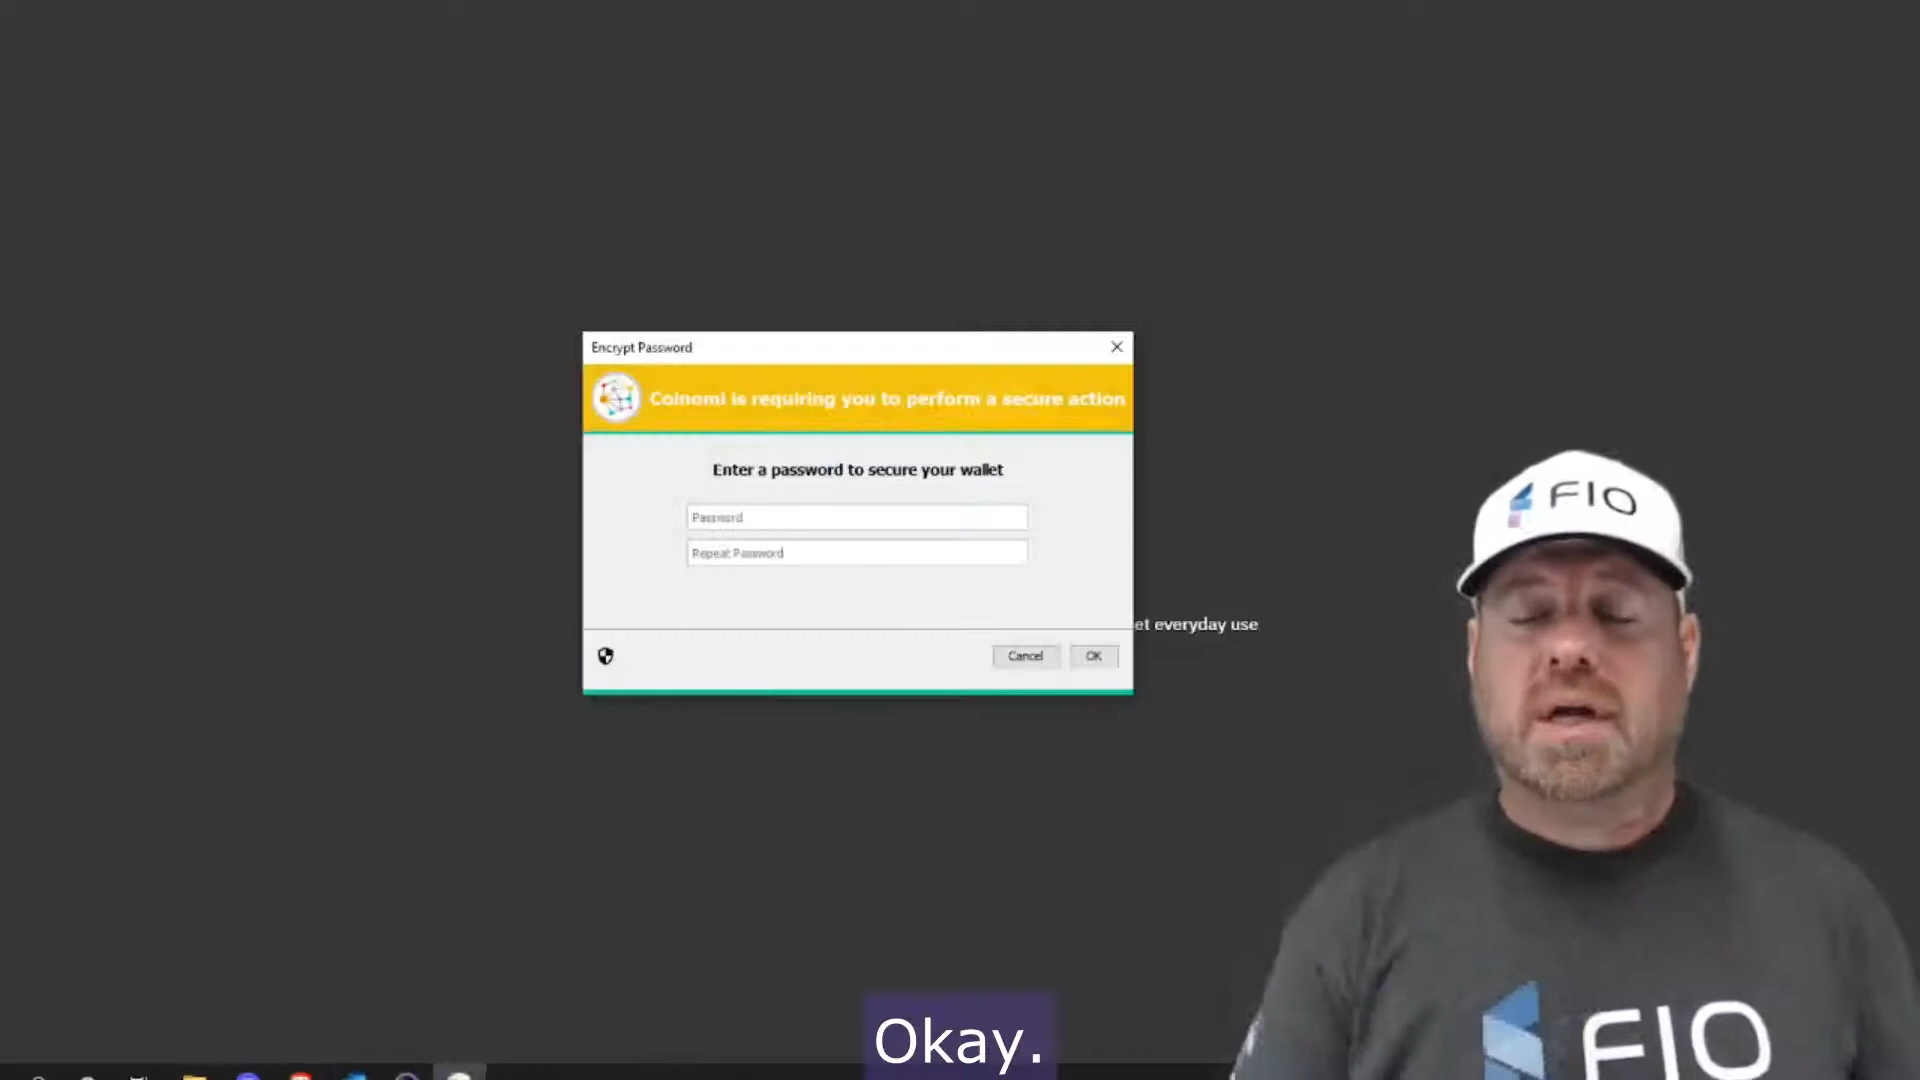 Encrypt Password
Coinomi is requiring you to perform a secure action
Enter a password to secure your wallet
Password
Repeat Password
et everyday use
Cancel
OK
FIO
FIO
Okay.